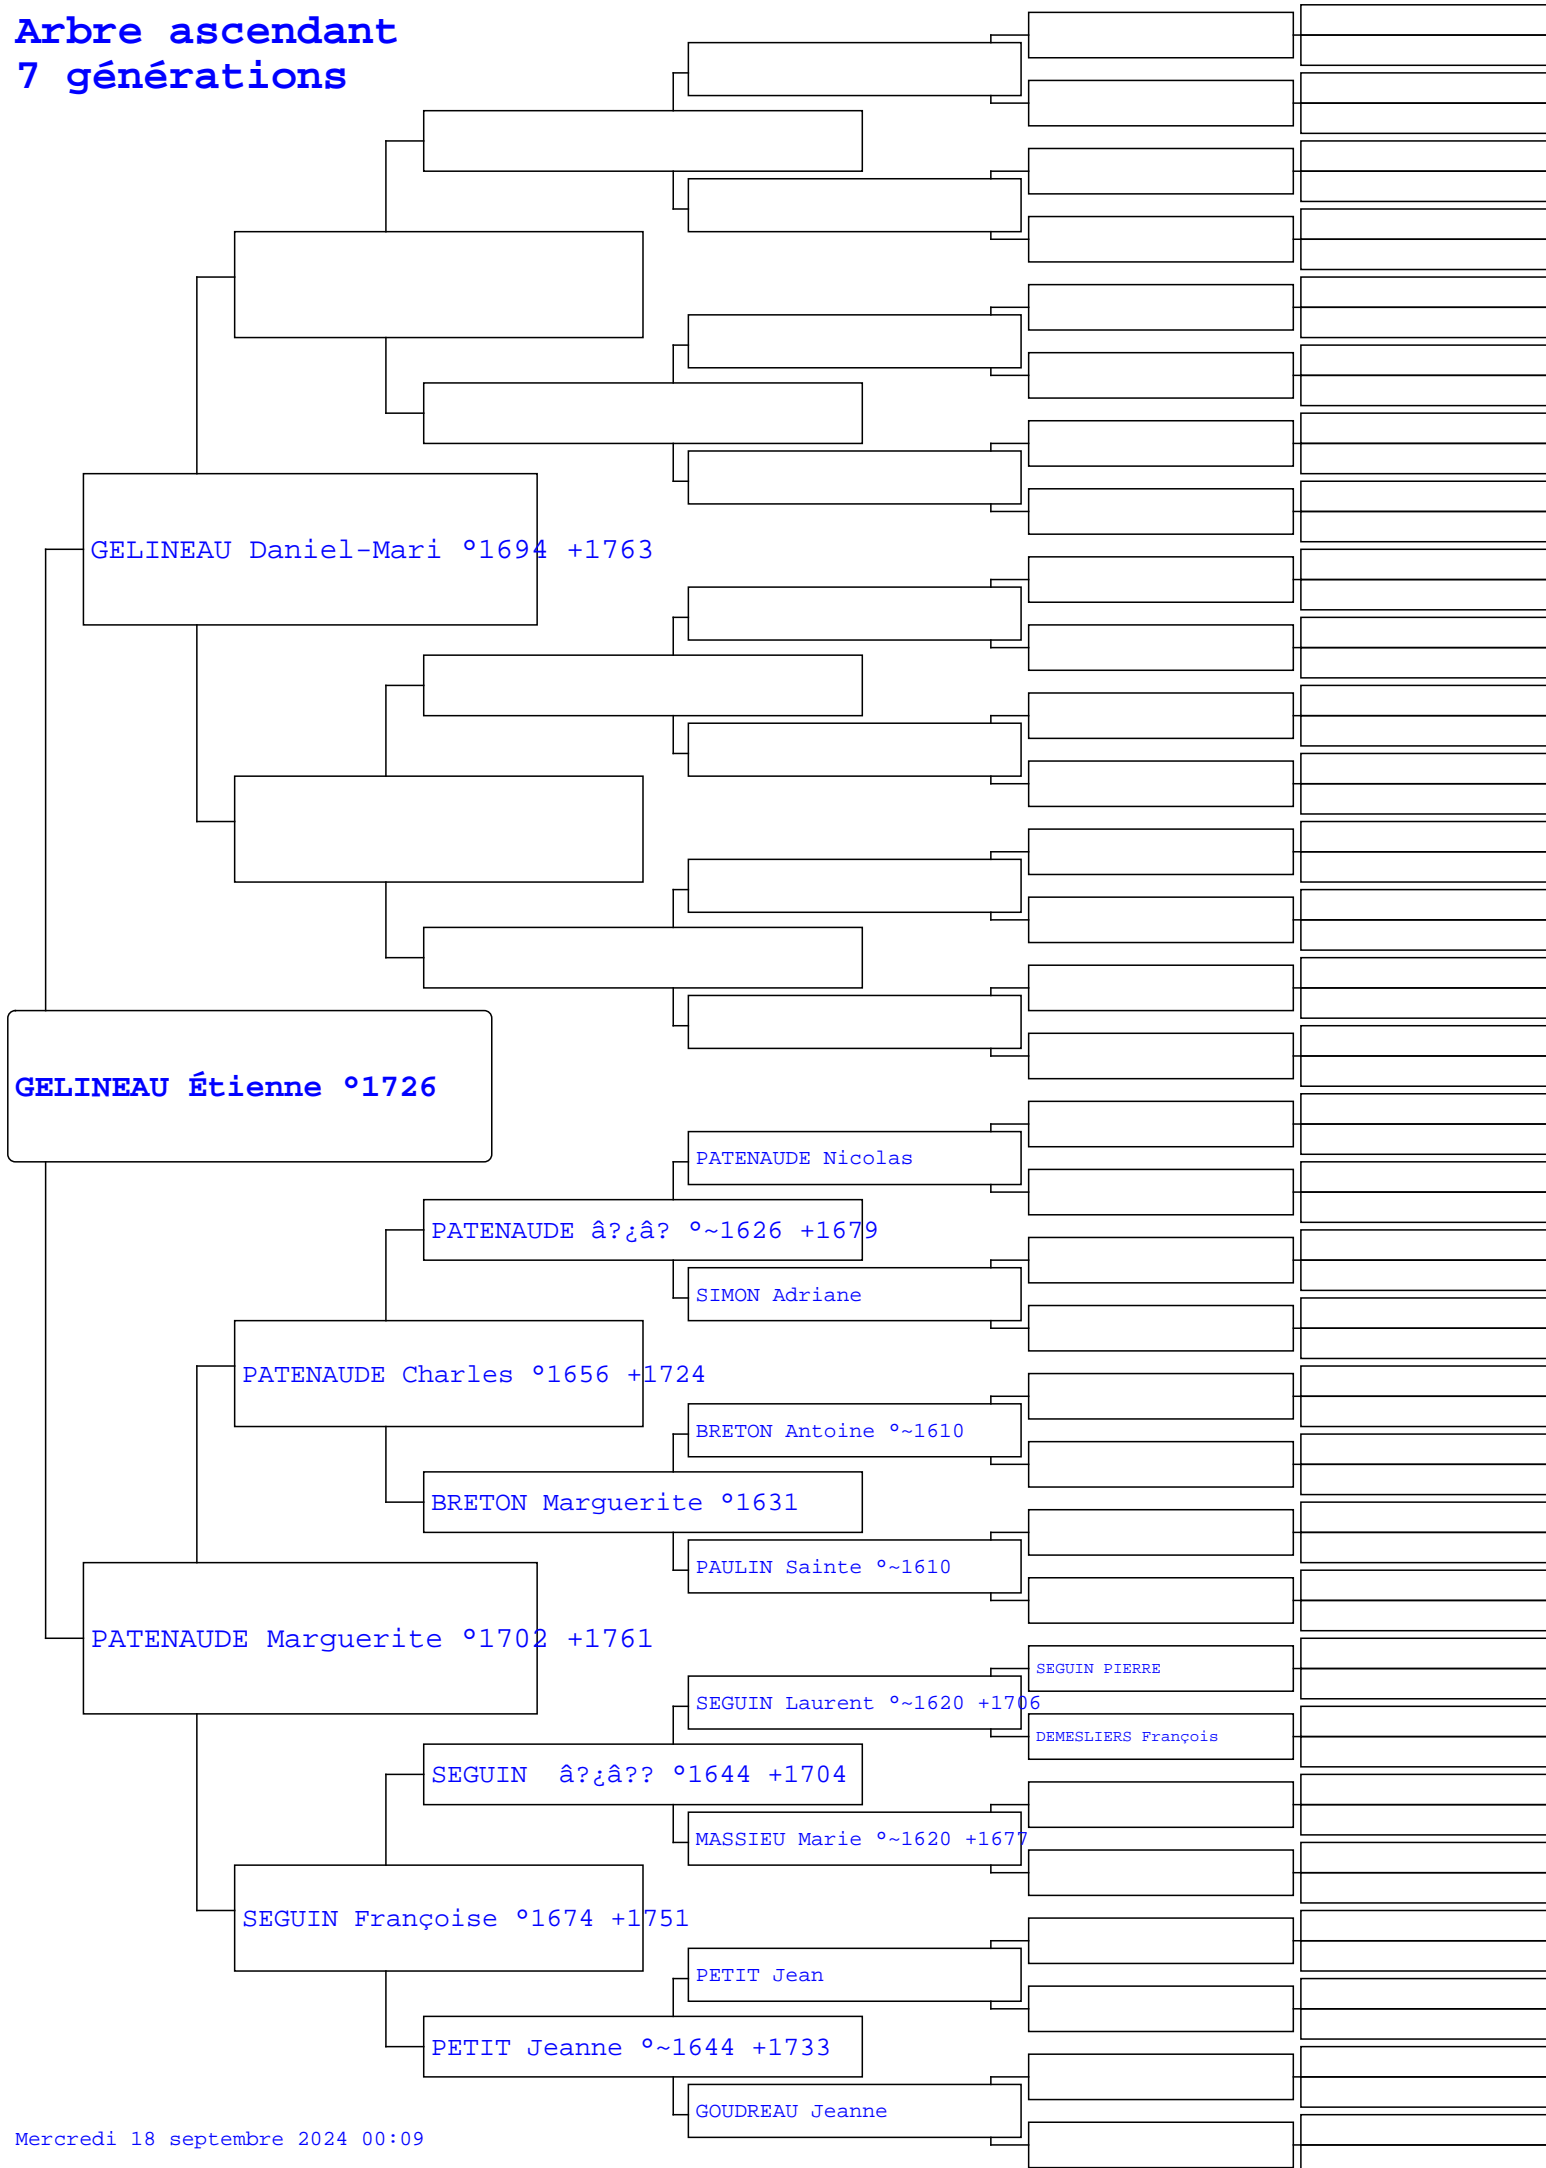 Arbre ascendant
7 générations
GELINEAU Daniel-Mari °1694 +1763
GELINEAU Étienne °1726
PATENAUDE Nicolas
PATENAUDE â?¿â? °~1626 +1679
SIMON Adriane
PATENAUDE Charles °1656 +1724
BRETON Antoine °~1610
BRETON Marguerite °1631
PAULIN Sainte °~1610
PATENAUDE Marguerite °1702 +1761
SEGUIN PIERRE
SEGUIN Laurent °~1620 +1706
DEMESLIERS François
SEGUIN  â?¿â?? °1644 +1704
MASSIEU Marie °~1620 +1677
SEGUIN Françoise °1674 +1751
PETIT Jean
PETIT Jeanne °~1644 +1733
GOUDREAU Jeanne
Mercredi 18 septembre 2024 00:09